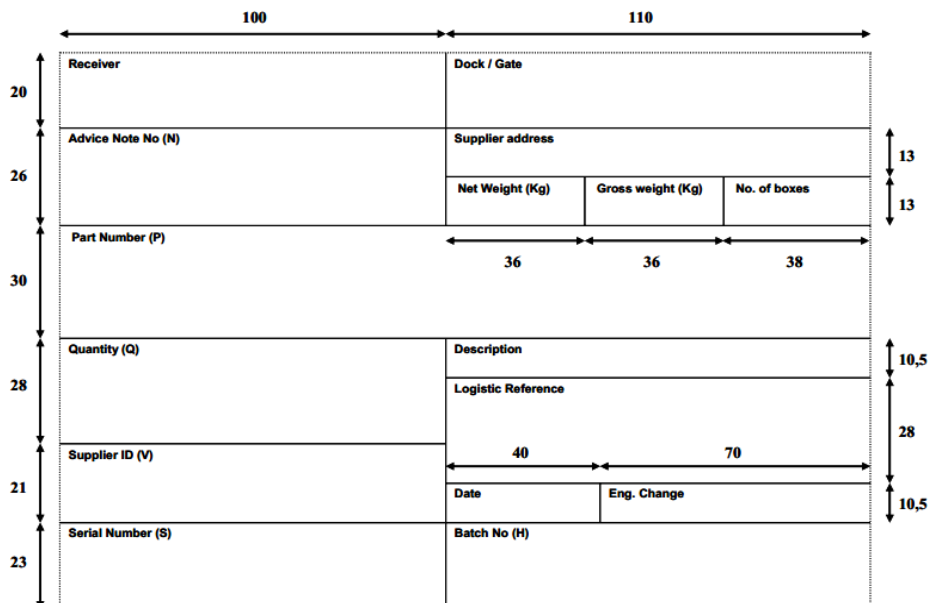 100 110
Receiver Dock / Gate
20
Advice Note No (N) Supplier address
13
26
Net Weight (Kg) Gross weight (Kg) No. of boxes
13
Part Number (P)
36 36 38
30
Quantity (Q) Description
10,5
28
Logistic Reference
28
Supplier ID (V) 40 70
21
Date Eng. Change
10,5
Serial Number (S) Batch No (H)
23